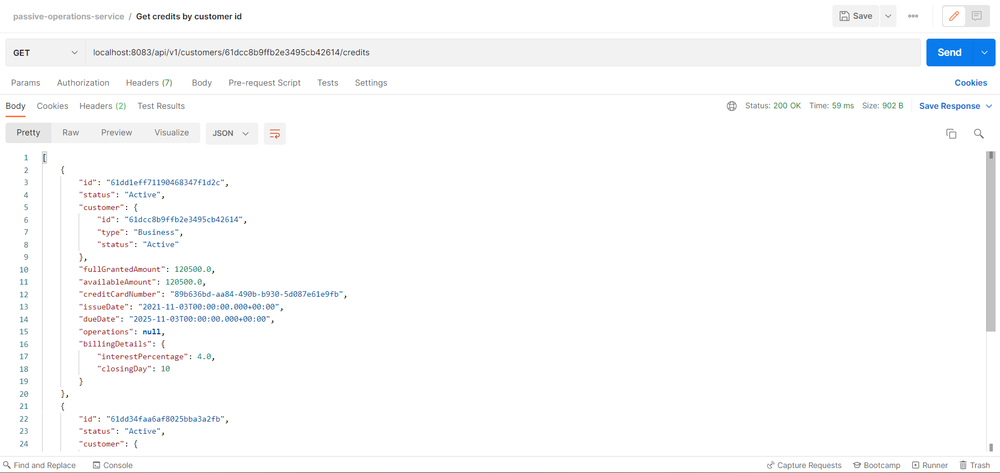 passive-operations-service / Get credits by customer id
Save
GET localhost:8083/api/v1/customers/61dcc8b9ffb2e3495cb42614/credits
Send
Params Authorization Headers (7) Body Pre-request Script Tests Settings Cookies
Body Cookies Headers (2) Test Results Status: 200 OK Time: 59 ms Size: 902 B Save Response
Pretty Raw Preview Visualize JSON
1 [
2 {
3 "id": "61dd1eff71190468347f1d2c",
4 "status": "Active",
5 "customer": {
6 "id": "61dcc8b9ffb2e3495cb42614",
7 "type": "Business",
8 "status": "Active"
9 },
10 "fullGrantedAmount": 120500.0,
11 "availableAmount": 120500.0,
12 "creditCardNumber": "89b636bd-aa84-490b-b930-5d087e61e9fb",
13 "issueDate": "2021-11-03T00:00:00.000+00:00",
14 "dueDate": "2025-11-03T00:00:00.000+00:00",
15 "operations": null,
16 "billingDetails": {
17 "interestPercentage": 4.0,
18 "closingDay": 10
19 }
20 },
21 {
22 "id": "61dd34faa6af8025bba3a2fb",
23 "status": "Active",
24 "customer": {
Find and Replace Console Capture Requests Bootcamp Runner Trash